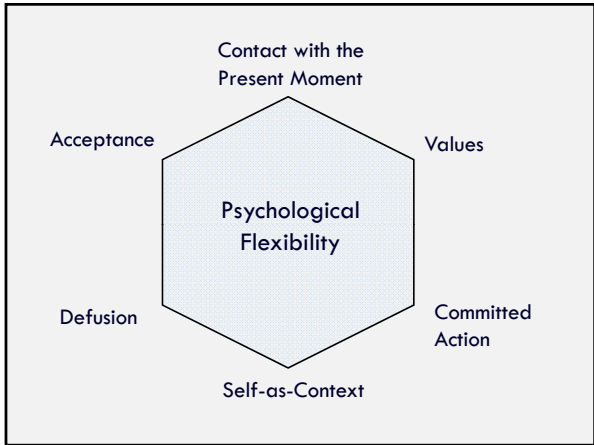 Contact with the
Present Moment
Acceptance
Values
Psychological
Flexibility
Defusion
Committed
Action
Self-as-Context